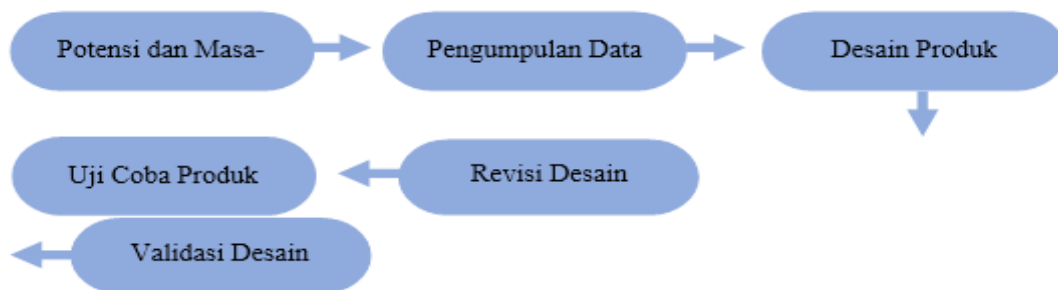 Potensi dan Masa-
Pengumpulan Data
Desain Produk
Uji Coba Produk
Revisi Desain
Validasi Desain